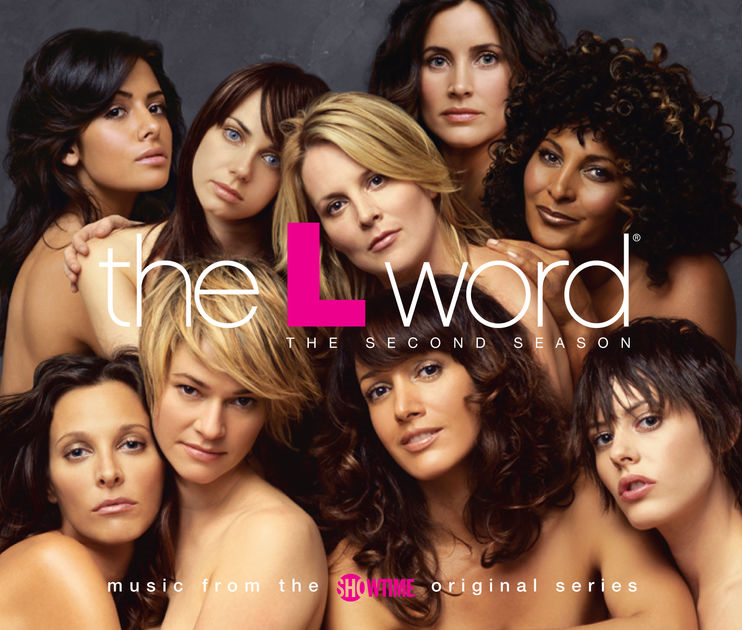 the L word®
THE SECOND SEASON
music from the SHOWTIME original series